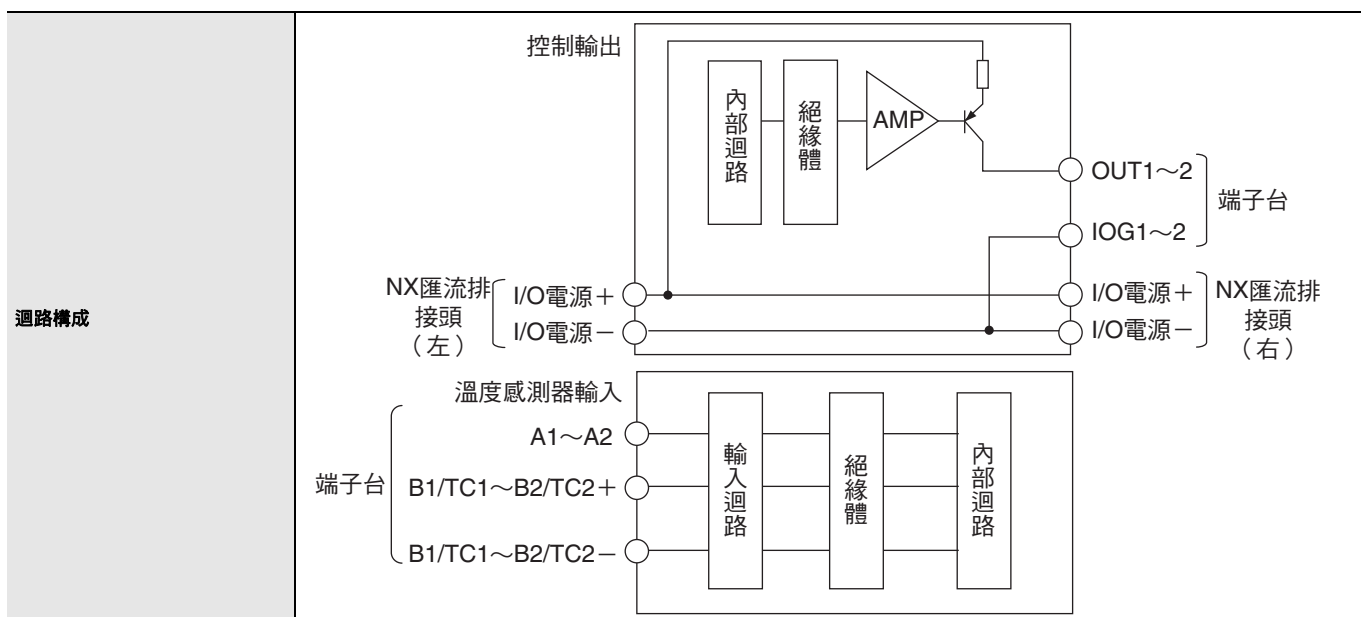 迴路構成
控制輸出
內部迴路
絕緣體
AMP
OUT1～2
IOG1～2
端子台
NX匯流排
接頭
（左）
I/O電源＋
I/O電源－
I/O電源＋
I/O電源－
NX匯流排
接頭
（右）
溫度感測器輸入
端子台
A1～A2
B1/TC1～B2/TC2＋
B1/TC1～B2/TC2－
輸入迴路
絕緣體
內部迴路